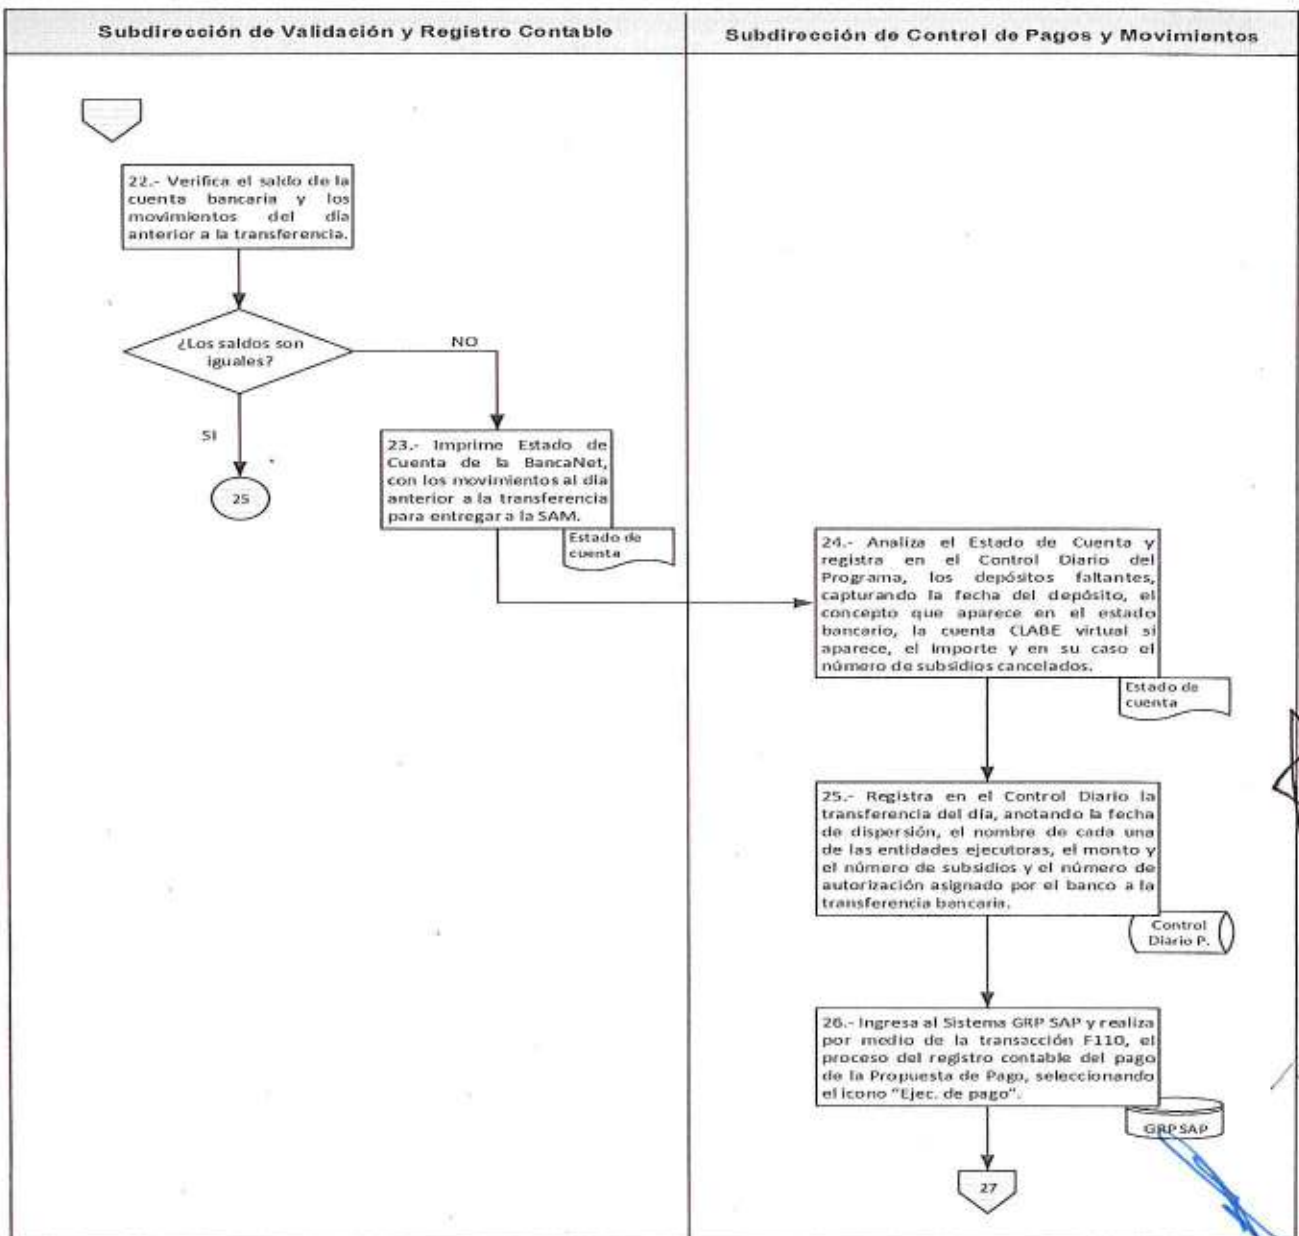 Subdirección de Validación y Registro Contable
Subdirección de Control de Pagos y Movimientos
22.- Verifica el saldo de la
cuenta bancaria y los
movimientos del día
anterior a la transferencia.
¿Los saldos son
iguales?
NO
SI
25
23.- Imprime Estado de
Cuenta de la BancaNet,
con los movimientos al día
anterior a la transferencia
para entregar a la SAM.
Estado de
cuenta
24.- Analiza el Estado de Cuenta y
registra en el Control Diario del
Programa, los depósitos faltantes,
capturando la fecha del depósito, el
concepto que aparece en el estado
bancario, la cuenta CLABE virtual si
aparece, el importe y en su caso el
número de subsidios cancelados.
Estado de
cuenta
25.- Registra en el Control Diario la
transferencia del día, anotando la fecha
de dispersión, el nombre de cada una
de las entidades ejecutoras, el monto y
el número de subsidios y el número de
autorización asignado por el banco a la
transferencia bancaria.
Control
Diario P.
26.- Ingresa al Sistema GRP SAP y realiza
por medio de la transacción F110, el
proceso del registro contable del pago
de la Propuesta de Pago, seleccionando
el icono "Ejec. de pago".
GRP SAP
27